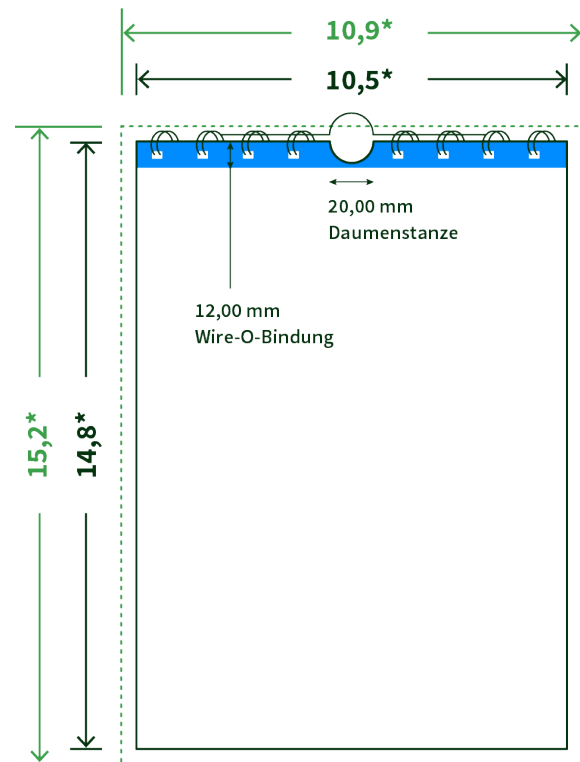 10,9*
10,5*
20,00 mm
Daumenstanze
12,00 mm
Wire-O-Bindung
15,2*
14,8*